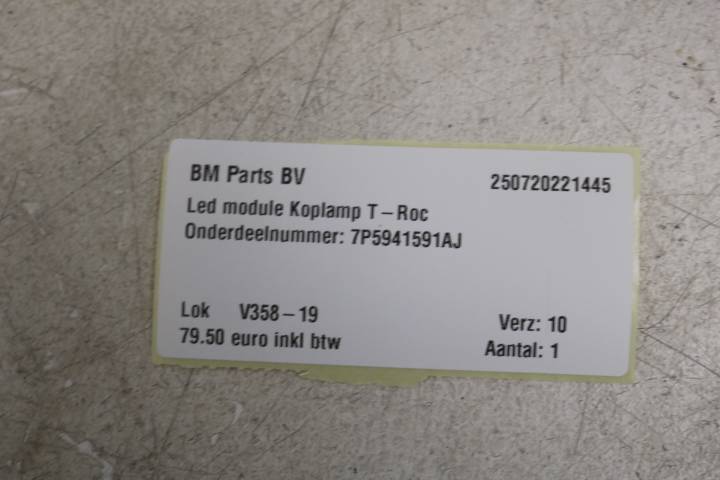 BM Parts BV 250720221445
Led module Koplamp T-Roc
Onderdeelnummer: 7P5941591AJ
Lok V358-19 Verz: 10
79.50 euro inkl btw Aantal: 1